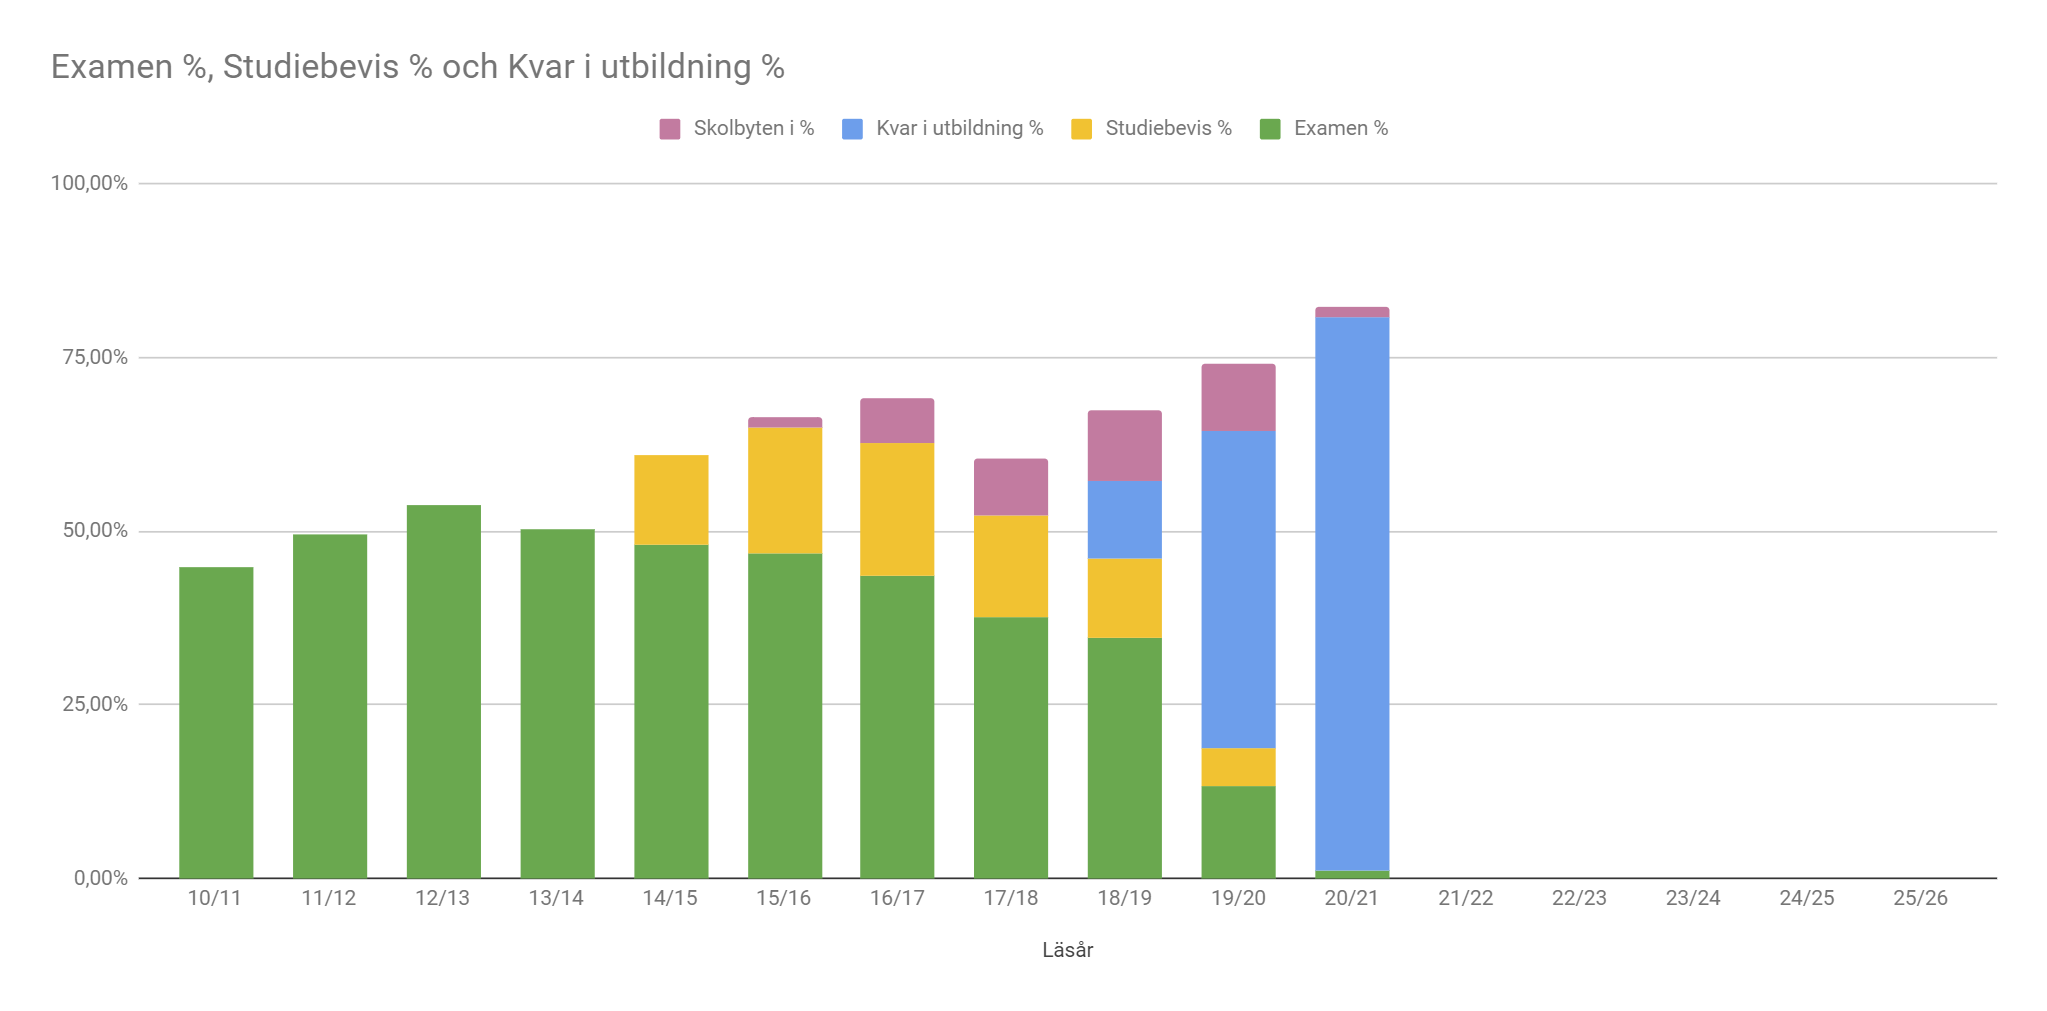 Examen %, Studiebevis % och Kvar i utbildning %
Skolbyten i % Kvar i utbildning % Studiebevis % Examen %
100,00%
75,00%
50,00%
25,00%
0,00%
10/11 11/12 12/13 13/14 14/15 15/16 16/17 17/18 18/19 19/20 20/21 21/22 22/23 23/24 24/25 25/26
Läsår